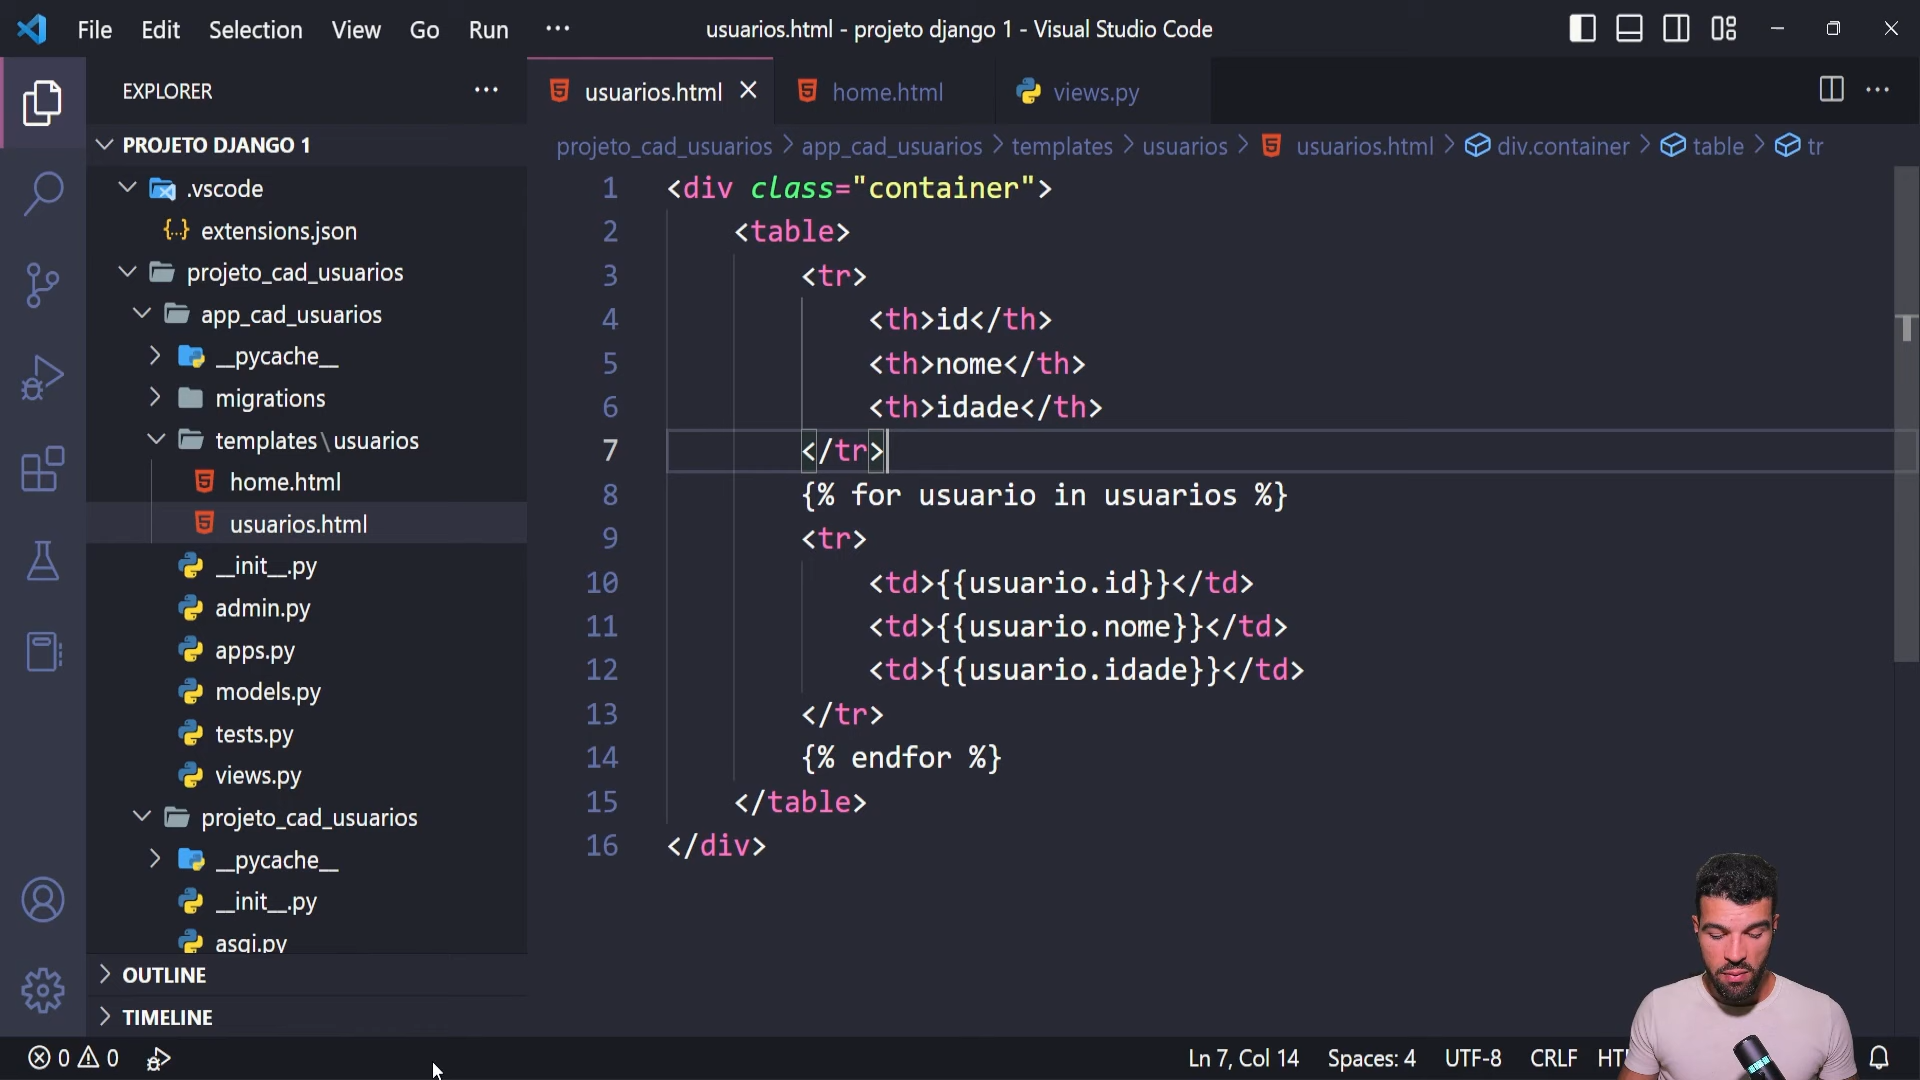 File Edit Selection View Go Run ···
usuarios.html - projeto django 1 - Visual Studio Code
EXPLORER
PROJETO DJANGO 1
.vscode
extensions.json
projeto_cad_usuarios
app_cad_usuarios
__pycache__
migrations
templates \ usuarios
home.html
usuarios.html
__init__.py
admin.py
apps.py
models.py
tests.py
views.py
projeto_cad_usuarios
__pycache__
__init__.py
asgi.py
OUTLINE
TIMELINE
usuarios.html home.html views.py
projeto_cad_usuarios > app_cad_usuarios > templates > usuarios > usuarios.html > div.container > table > tr
1 <div class="container">
2 <table>
3 <tr>
4 <th>id</th>
5 <th>nome</th>
6 <th>idade</th>
7 </tr>
8 {% for usuario in usuarios %}
9 <tr>
10 <td>{{usuario.id}}</td>
11 <td>{{usuario.nome}}</td>
12 <td>{{usuario.idade}}</td>
13 </tr>
14 {% endfor %}
15 </table>
16 </div>
0 0 Ln 7, Col 14 Spaces: 4 UTF-8 CRLF